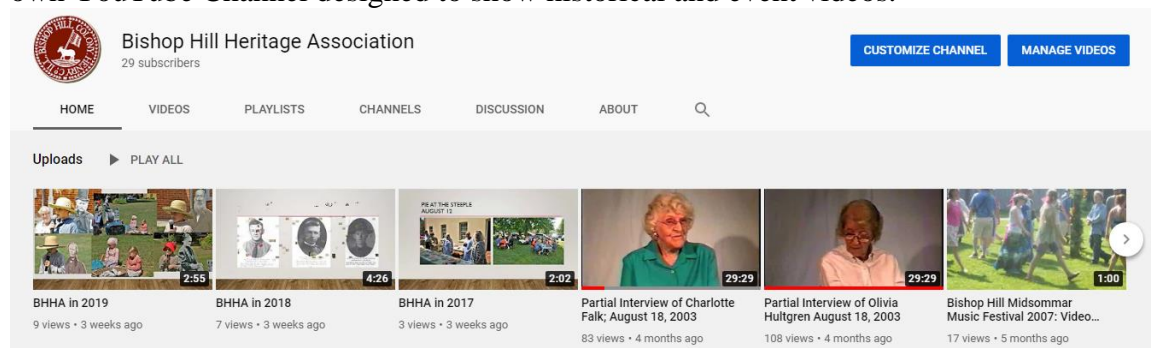 own YouTube Channel designed to show historical and event videos.
BISHOP HILL COLONY
Bishop Hill Heritage Association
29 subscribers
CUSTOMIZE CHANNEL
MANAGE VIDEOS
HOME VIDEOS PLAYLISTS CHANNELS DISCUSSION ABOUT
Uploads PLAY ALL
PIE AT THE STEEPLE
AUGUST 12
2:55
4:26
2:02
29:29
29:29
1:00
BHHA in 2019
9 views • 3 weeks ago
BHHA in 2018
7 views • 3 weeks ago
BHHA in 2017
3 views • 3 weeks ago
Partial Interview of Charlotte
Falk; August 18, 2003
83 views • 4 months ago
Partial Interview of Olivia
Hultgren August 18, 2003
108 views • 4 months ago
Bishop Hill Midsommar
Music Festival 2007: Video...
17 views • 5 months ago